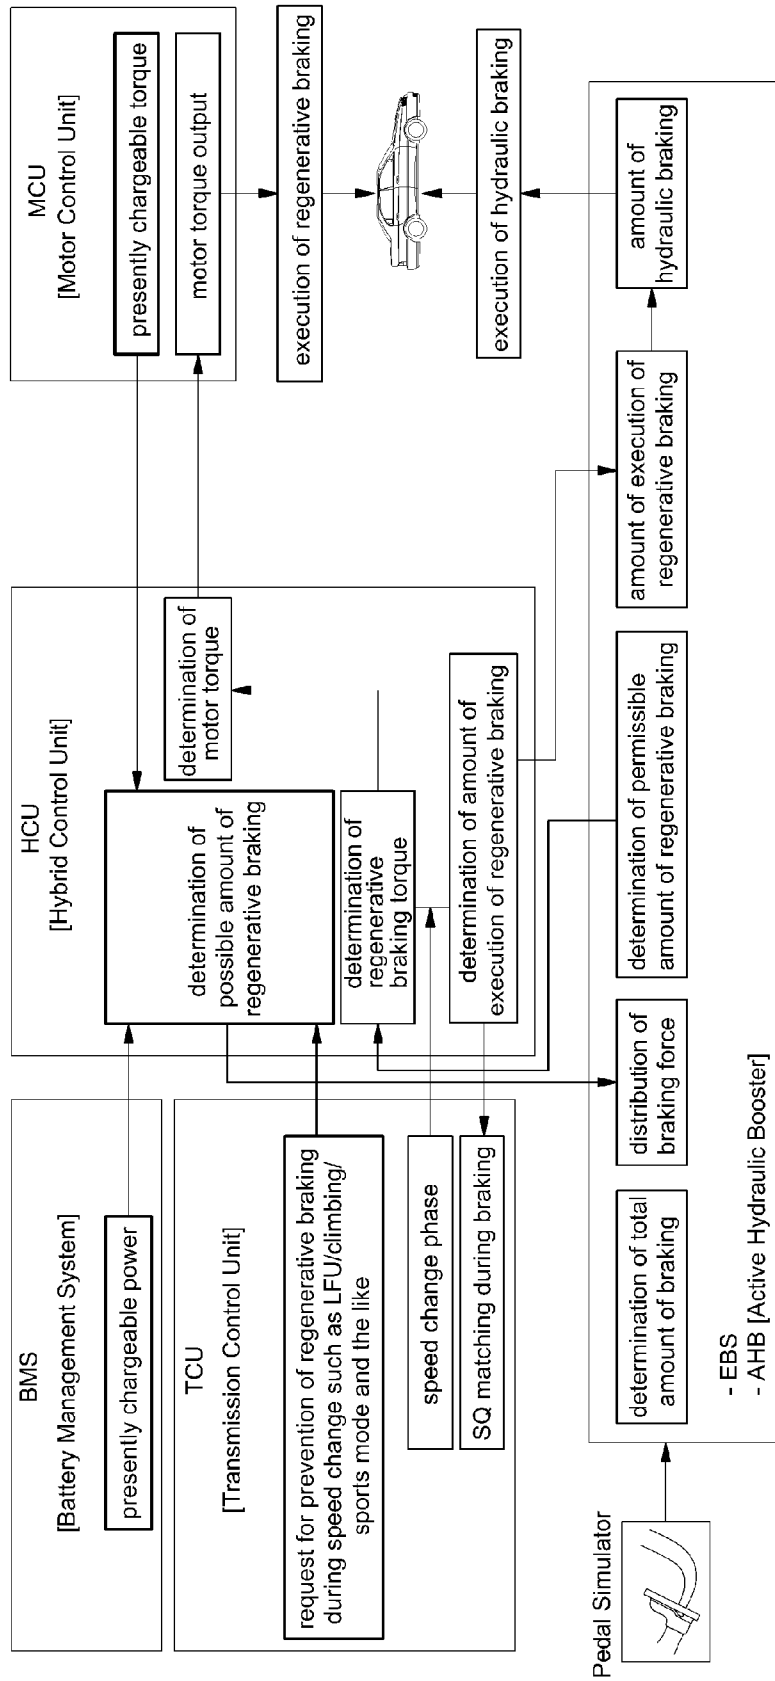 BMS
[Battery Management System]
presently chargeable power
TCU
[Transmission Control Unit]
request for prevention of regenerative braking
during speed change such as LFU/climbing/
sports mode and the like
speed change phase
SQ matching during braking
HCU
[Hybrid Control Unit]
determination of
possible amount of
regenerative braking
determination of
motor torque
determination of
regenerative
braking torque
determination of amount of
execution of regenerative braking
MCU
[Motor Control Unit]
presently chargeable torque
motor torque output
execution of regenerative braking
execution of hydraulic braking
Pedal Simulator
determination of total
amount of braking
distribution of
braking force
determination of permissible
amount of regenerative braking
amount of execution of
regenerative braking
amount of
hydraulic braking
- EBS
- AHB [Active Hydraulic Booster]